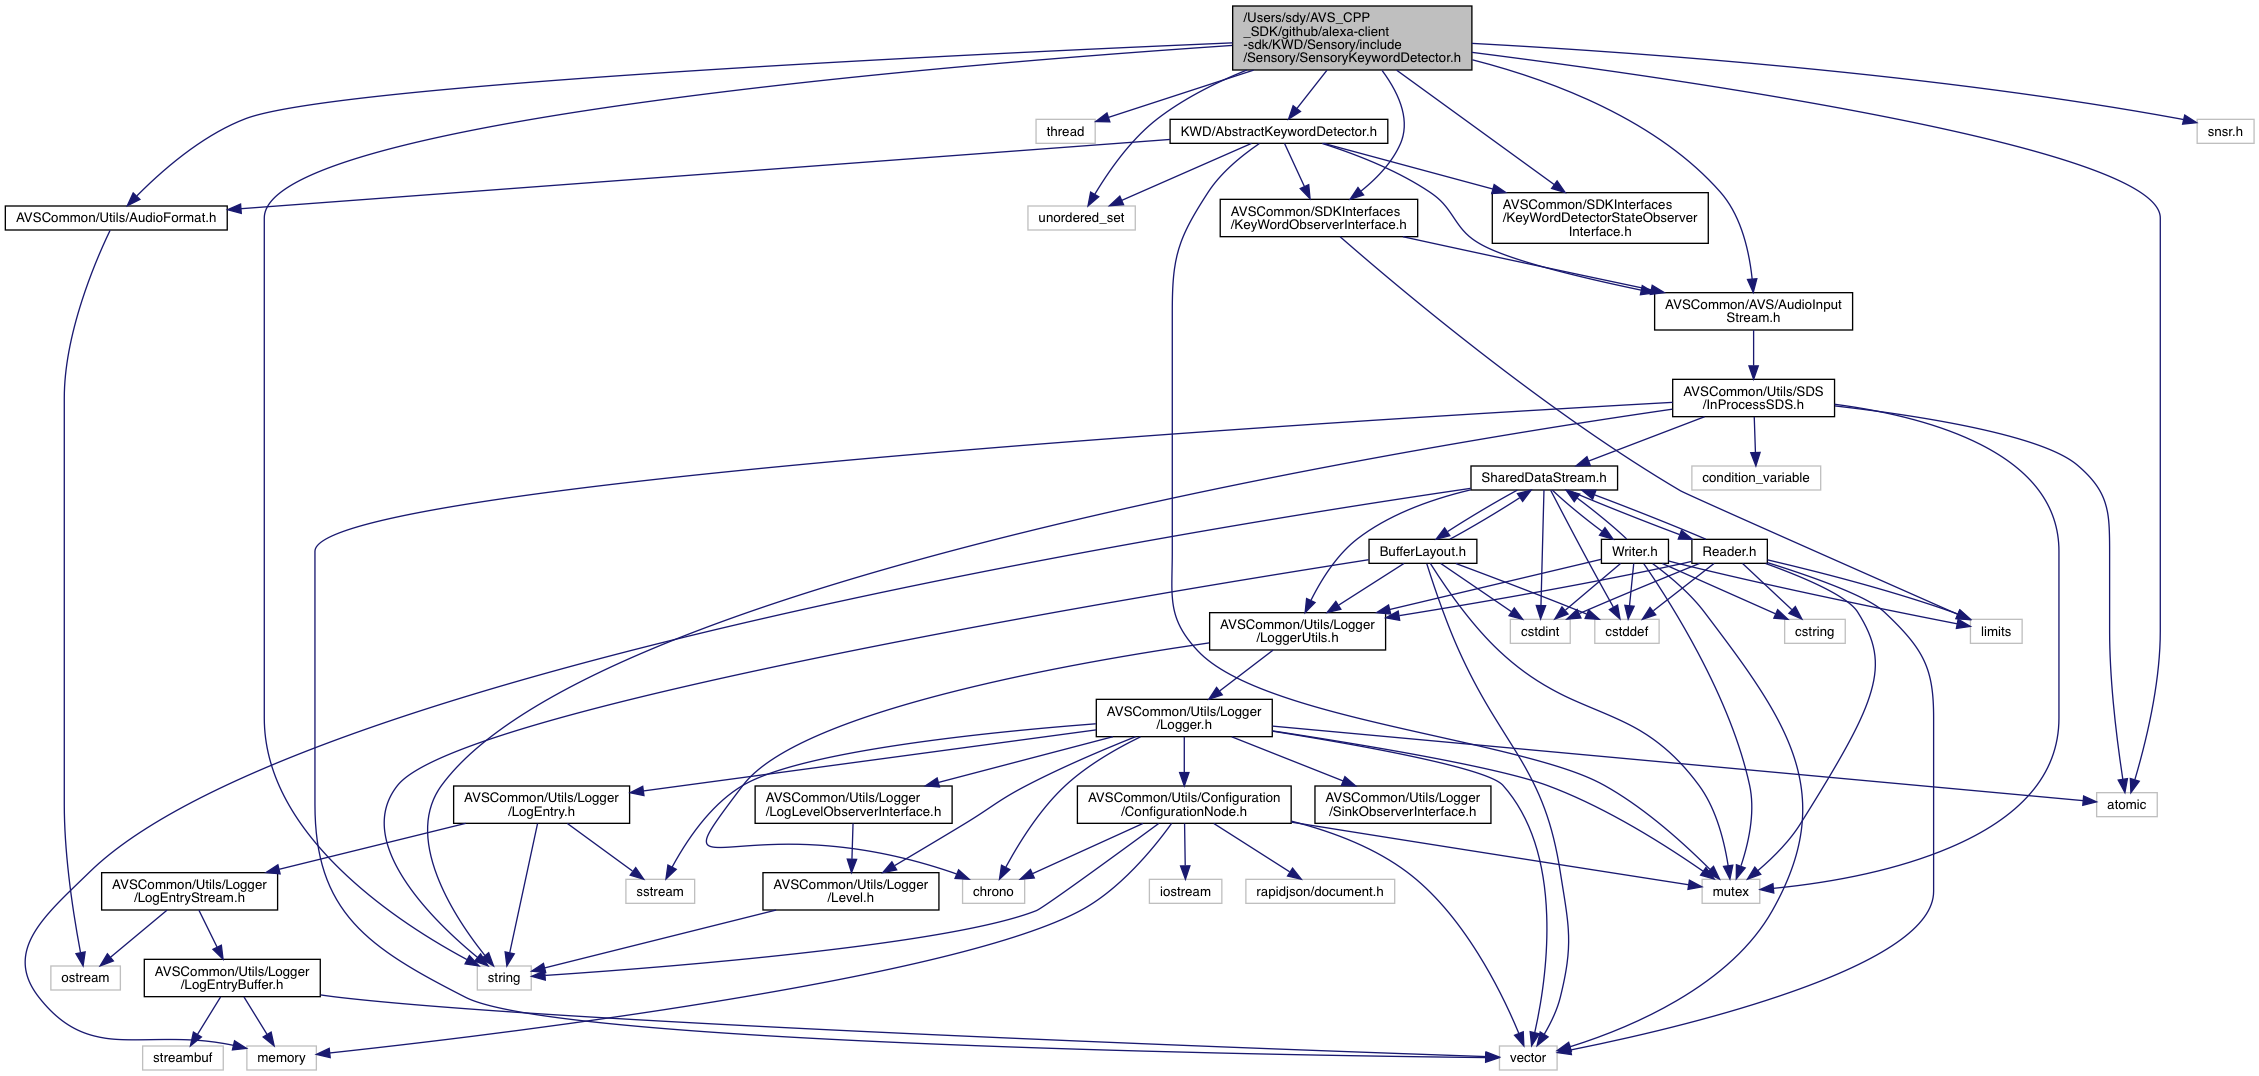 /Users/sdy/AVS_CPP
_SDK/github/alexa-client
-sdk/KWD/Sensory/include
/Sensory/SensoryKeywordDetector.h
thread
KWD/AbstractKeywordDetector.h
snsr.h
AVSCommon/Utils/AudioFormat.h
unordered_set
AVSCommon/SDKInterfaces
/KeyWordObserverInterface.h
AVSCommon/SDKInterfaces
/KeyWordDetectorStateObserver
Interface.h
AVSCommon/AVS/AudioInput
Stream.h
AVSCommon/Utils/SDS
/InProcessSDS.h
SharedDataStream.h
condition_variable
BufferLayout.h
Writer.h
Reader.h
AVSCommon/Utils/Logger
/LoggerUtils.h
cstdint
cstddef
cstring
limits
AVSCommon/Utils/Logger
/Logger.h
AVSCommon/Utils/Logger
/LogEntry.h
AVSCommon/Utils/Logger
/LogLevelObserverInterface.h
AVSCommon/Utils/Configuration
/ConfigurationNode.h
AVSCommon/Utils/Logger
/SinkObserverInterface.h
atomic
AVSCommon/Utils/Logger
/LogEntryStream.h
sstream
AVSCommon/Utils/Logger
/Level.h
chrono
iostream
rapidjson/document.h
mutex
ostream
AVSCommon/Utils/Logger
/LogEntryBuffer.h
string
streambuf
memory
vector